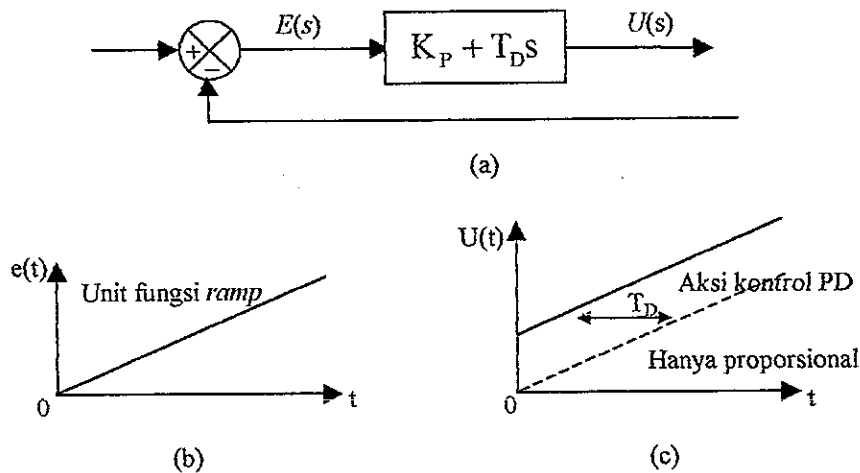 E(s)
U(s)
+
−
K_P + T_D s
(a)
e(t)
Unit fungsi ramp
0
t
(b)
U(t)
Aksi kontrol PD
T_D
Hanya proporsional
0
t
(c)